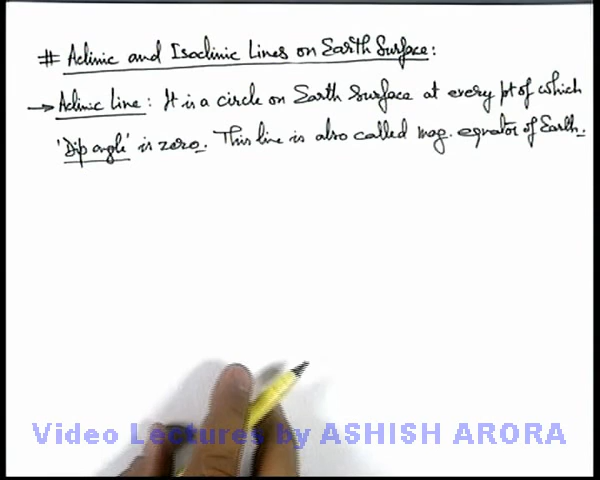 # Aclinic and Isoclinic Lines on Earth Surface:
→ Aclinic Line: It is a circle on Earth Surface at every pt of which
'Dip angle' is zero. This line is also called mag. equator of Earth.
Video Lectures by ASHISH ARORA